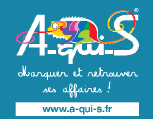 A-qui-S®
Marquer et retrouver
ses affaires !
www.a-qui-s.fr